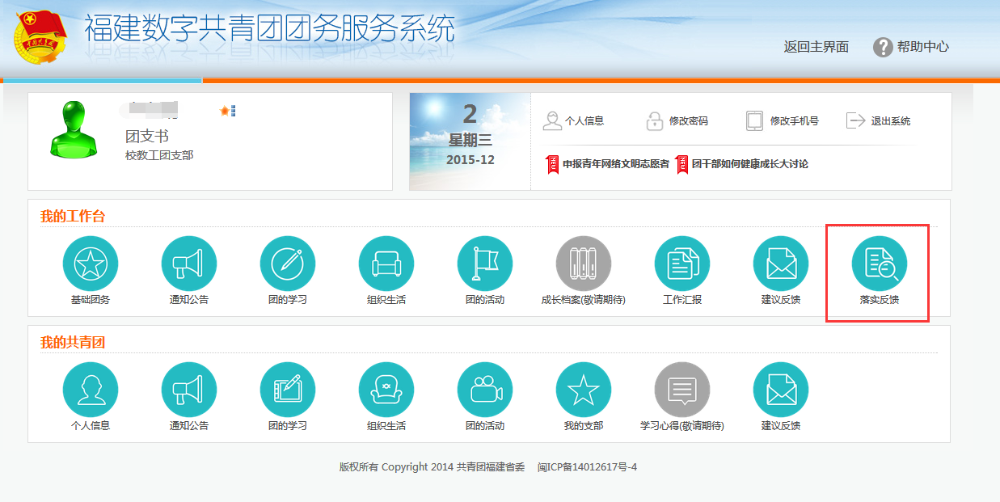 福建数字共青团团务服务系统
返回主界面
帮助中心
团支书
校教工团支部
2
星期三
2015-12
个人信息
修改密码
修改手机号
退出系统
NEW 申报青年网络文明志愿者
NEW 团干部如何健康成长大讨论
我的工作台
基础团务
通知公告
团的学习
组织生活
团的活动
成长档案(敬请期待)
工作汇报
建议反馈
落实反馈
我的共青团
个人信息
通知公告
团的学习
组织生活
团的活动
我的支部
学习心得(敬请期待)
建议反馈
版权所有 Copyright 2014 共青团福建省委 闽ICP备14012617号-4